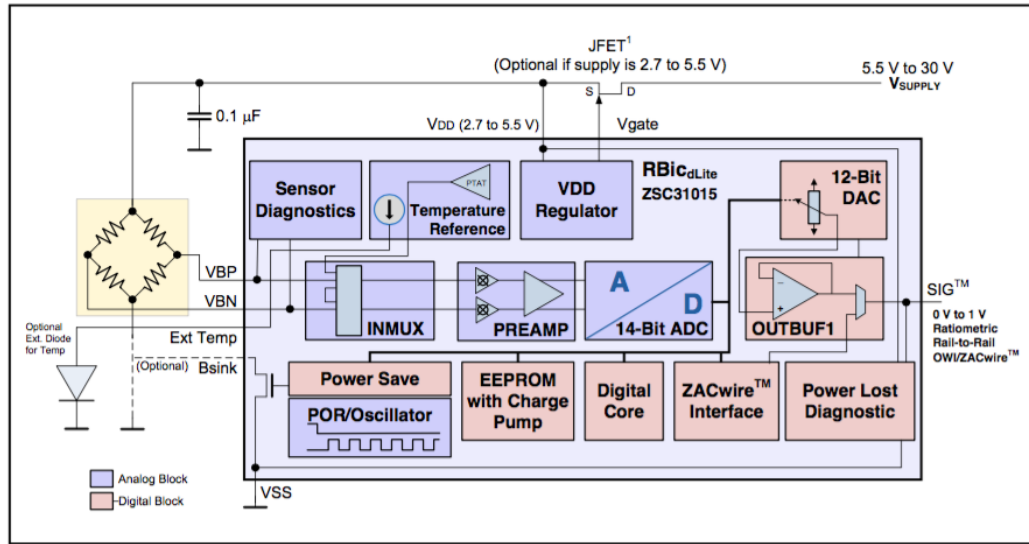 JFET1
(Optional if supply is 2.7 to 5.5 V)
5.5 V to 30 V
VSUPPLY
S
D
0.1 µF
VDD (2.7 to 5.5 V)
Vgate
Sensor
Diagnostics
PTAT
Temperature
Reference
VDD
Regulator
RBicdLite
ZSC31015
12-Bit
DAC
VBP
VBN
INMUX
PREAMP
A
D
14-Bit ADC
OUTBUF1
SIG™
0 V to 1 V
Ratiometric
Rail-to-Rail
OWI/ZACwire™
Optional
Ext. Diode
for Temp
Ext Temp
(Optional)
Bsink
Power Save
POR/Oscillator
EEPROM
with Charge
Pump
Digital
Core
ZACwire™
Interface
Power Lost
Diagnostic
VSS
Analog Block
Digital Block